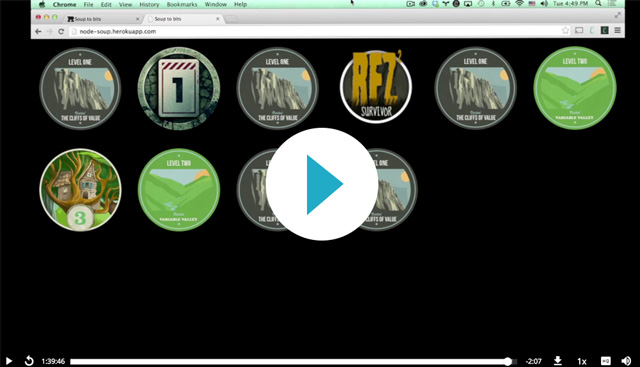 Chrome File Edit View History Bookmarks Window Help Tue 4:49 PM
Soup to bits Soup to bits
node-soup.herokuapp.com
LEVEL ONE
THE CLIFFS OF VALUE
1
LEVEL ONE
THE CLIFFS OF VALUE
RFZ'
SURVIVOR
LEVEL ONE
THE CLIFFS OF VALUE
LEVEL TWO
VARIABLE VALLEY
3
LEVEL TWO
VARIABLE VALLEY
LEVEL
THE CLIFFS
ONE
CLIFFS OF VALUE
1:39:46 -2:07 1x